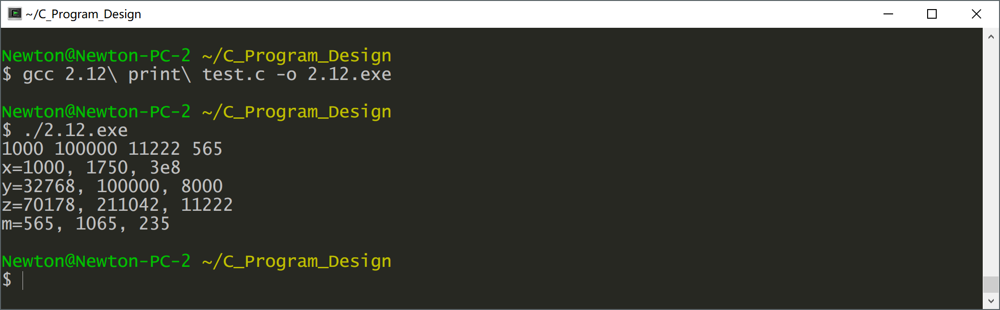 ~/C_Program_Design
Newton@Newton-PC-2 ~/C_Program_Design
$ gcc 2.12\ print\ test.c -o 2.12.exe
Newton@Newton-PC-2 ~/C_Program_Design
$ ./2.12.exe
1000 100000 11222 565
x=1000, 1750, 3e8
y=32768, 100000, 8000
z=70178, 211042, 11222
m=565, 1065, 235
Newton@Newton-PC-2 ~/C_Program_Design
$